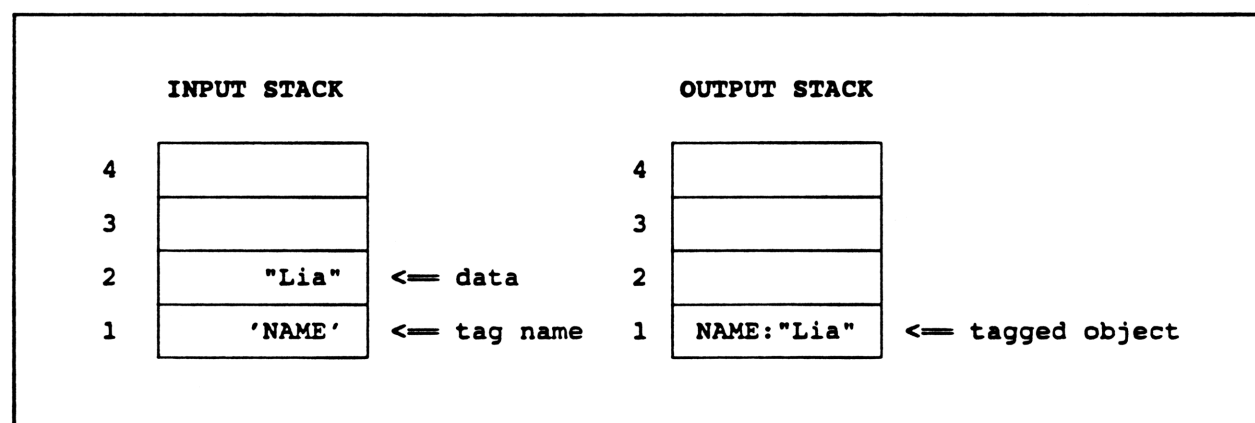 INPUT STACK OUTPUT STACK
4 4
3 3
2 "Lia" <== data 2
1 'NAME' <== tag name 1 NAME:"Lia" <== tagged object